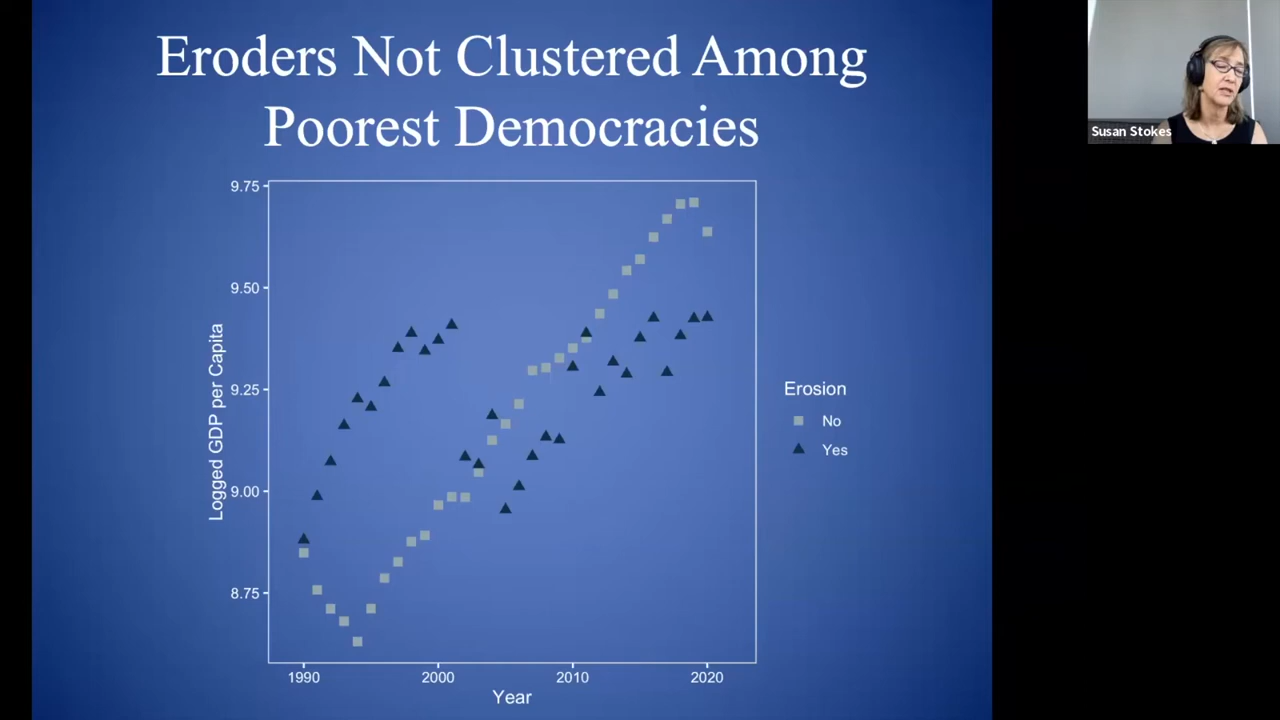 Eroders Not Clustered Among
Poorest Democracies
Susan Stokes
9.75
9.50
9.25
9.00
8.75
Logged GDP per Capita
1990
2000
2010
2020
Year
Erosion
No
Yes